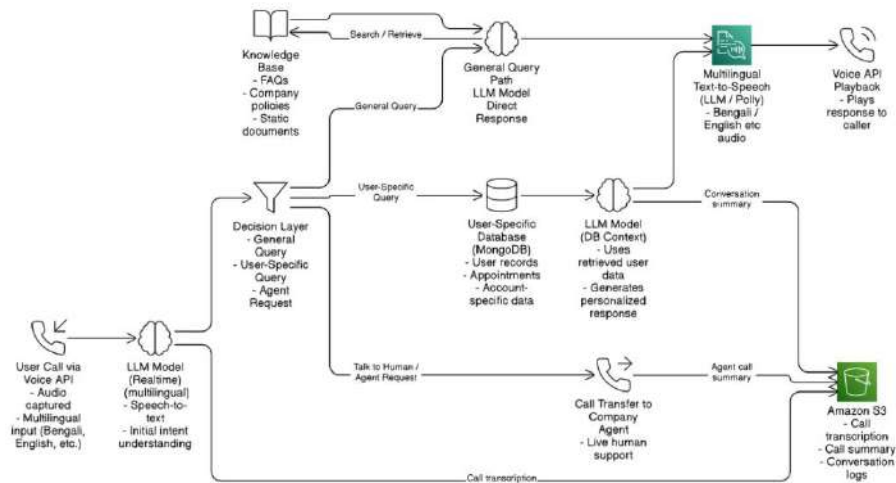 Search / Retrieve
Knowledge
Base
- FAQs
- Company
policies
- Static
documents
General Query
Path
LLM Model
Direct
Response
Multilingual
Text-to-Speech
(LLM / Polly)
- Bengali /
English etc
audio
Voice API
Playback
- Plays
response to
caller
General Query
User-Specific
Query
Conversation
summary
Decision Layer
- General
Query
- User-Specific
Query
- Agent
Request
User-Specific
Database
(MongoDB)
- User records
- Appointments
- Account-
specific data
LLM Model
(DB Context)
- Uses
retrieved user
data
- Generates
personalized
response
User Call via
Voice API
- Audio
captured
- Multilingual
input (Bengali,
English, etc.)
LLM Model
(Realtime)
(multilingual)
- Speech-to-
text
- Initial intent
understanding
Talk to Human /
Agent Request
Agent call
summary
Call Transfer to
Company
Agent
- Live human
support
Amazon S3
- Call
transcription
- Call summary
- Conversation
logs
Call transcription